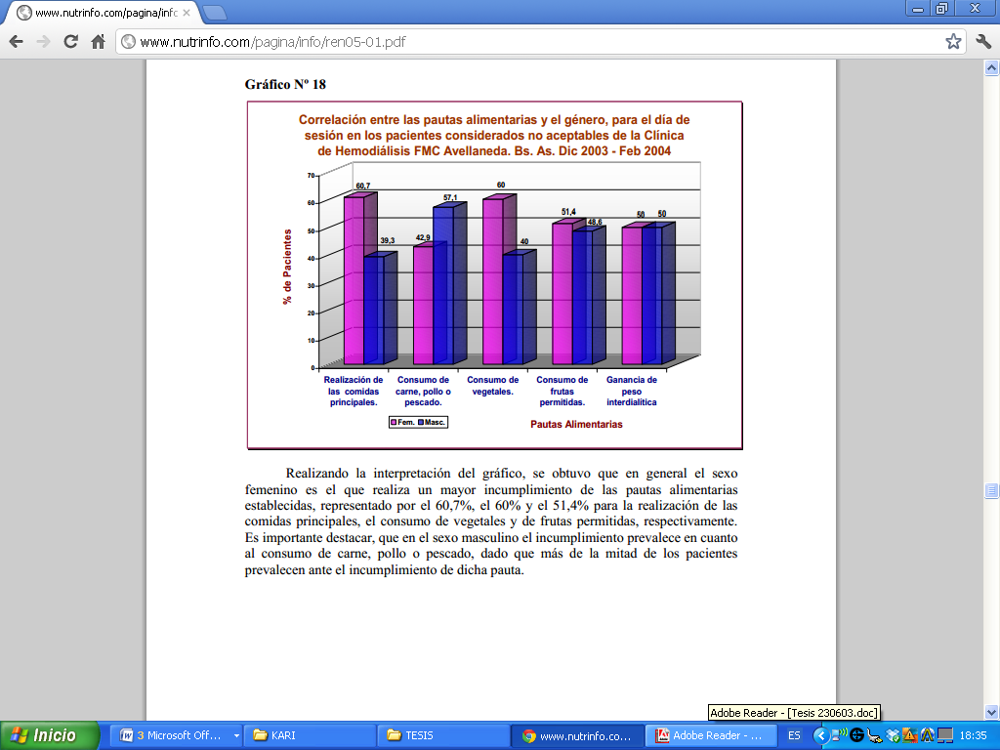 www.nutrinfo.com/pagina/info
www.nutrinfo.com/pagina/info/ren05-01.pdf
Gráfico Nº 18
Correlación entre las pautas alimentarias y el género, para el día de
sesión en los pacientes considerados no aceptables de la Clínica
de Hemodiálisis FMC Avellaneda. Bs. As. Dic 2003 - Feb 2004
% de Pacientes
70
60
50
40
30
20
10
0
60,7
39,3
42,9
57,1
60
40
51,4
48,6
50
50
Realización de
las comidas
principales.
Consumo de
carne, pollo o
pescado.
Consumo de
vegetales.
Consumo de
frutas
permitidas.
Ganancia de
peso
interdialítica
Fem. Masc.
Pautas Alimentarias
Realizando la interpretación del gráfico, se obtuvo que en general el sexo
femenino es el que realiza un mayor incumplimiento de las pautas alimentarias
establecidas, representado por el 60,7%, el 60% y el 51,4% para la realización de las
comidas principales, el consumo de vegetales y de frutas permitidas, respectivamente.
Es importante destacar, que en el sexo masculino el incumplimiento prevalece en cuanto
al consumo de carne, pollo o pescado, dado que más de la mitad de los pacientes
prevalecen ante el incumplimiento de dicha pauta.
Adobe Reader - [Tesis 230603.doc]
Inicio
3 Microsoft Off...
KARI
TESIS
www.nutrinfo.co...
Adobe Reader - ...
ES
18:35